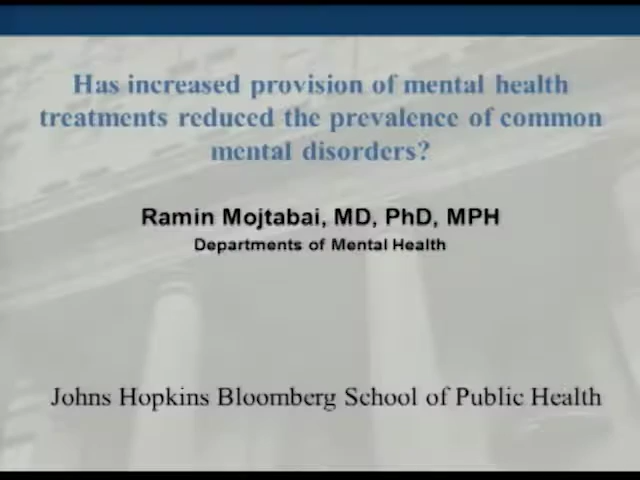 Has increased provision of mental health
treatments reduced the prevalence of common
mental disorders?
Ramin Mojtabai, MD, PhD, MPH
Departments of Mental Health
Johns Hopkins Bloomberg School of Public Health